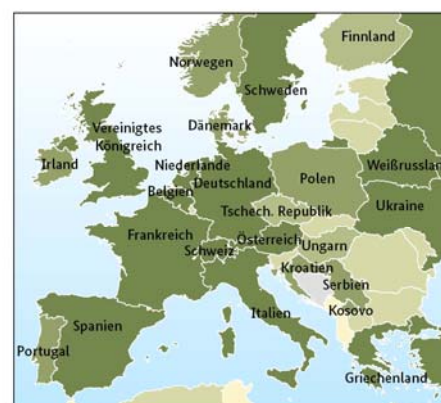 Finnland
Norwegen
Schweden
Vereinigtes
Königreich
Dänemark
Irland
Niederlande
Weißrussland
Belgien
Deutschland
Polen
Tschech. Republik
Ukraine
Frankreich
Österreich
Schweiz
Ungarn
Kroatien
Serbien
Kosovo
Italien
Spanien
Portugal
Griechenland